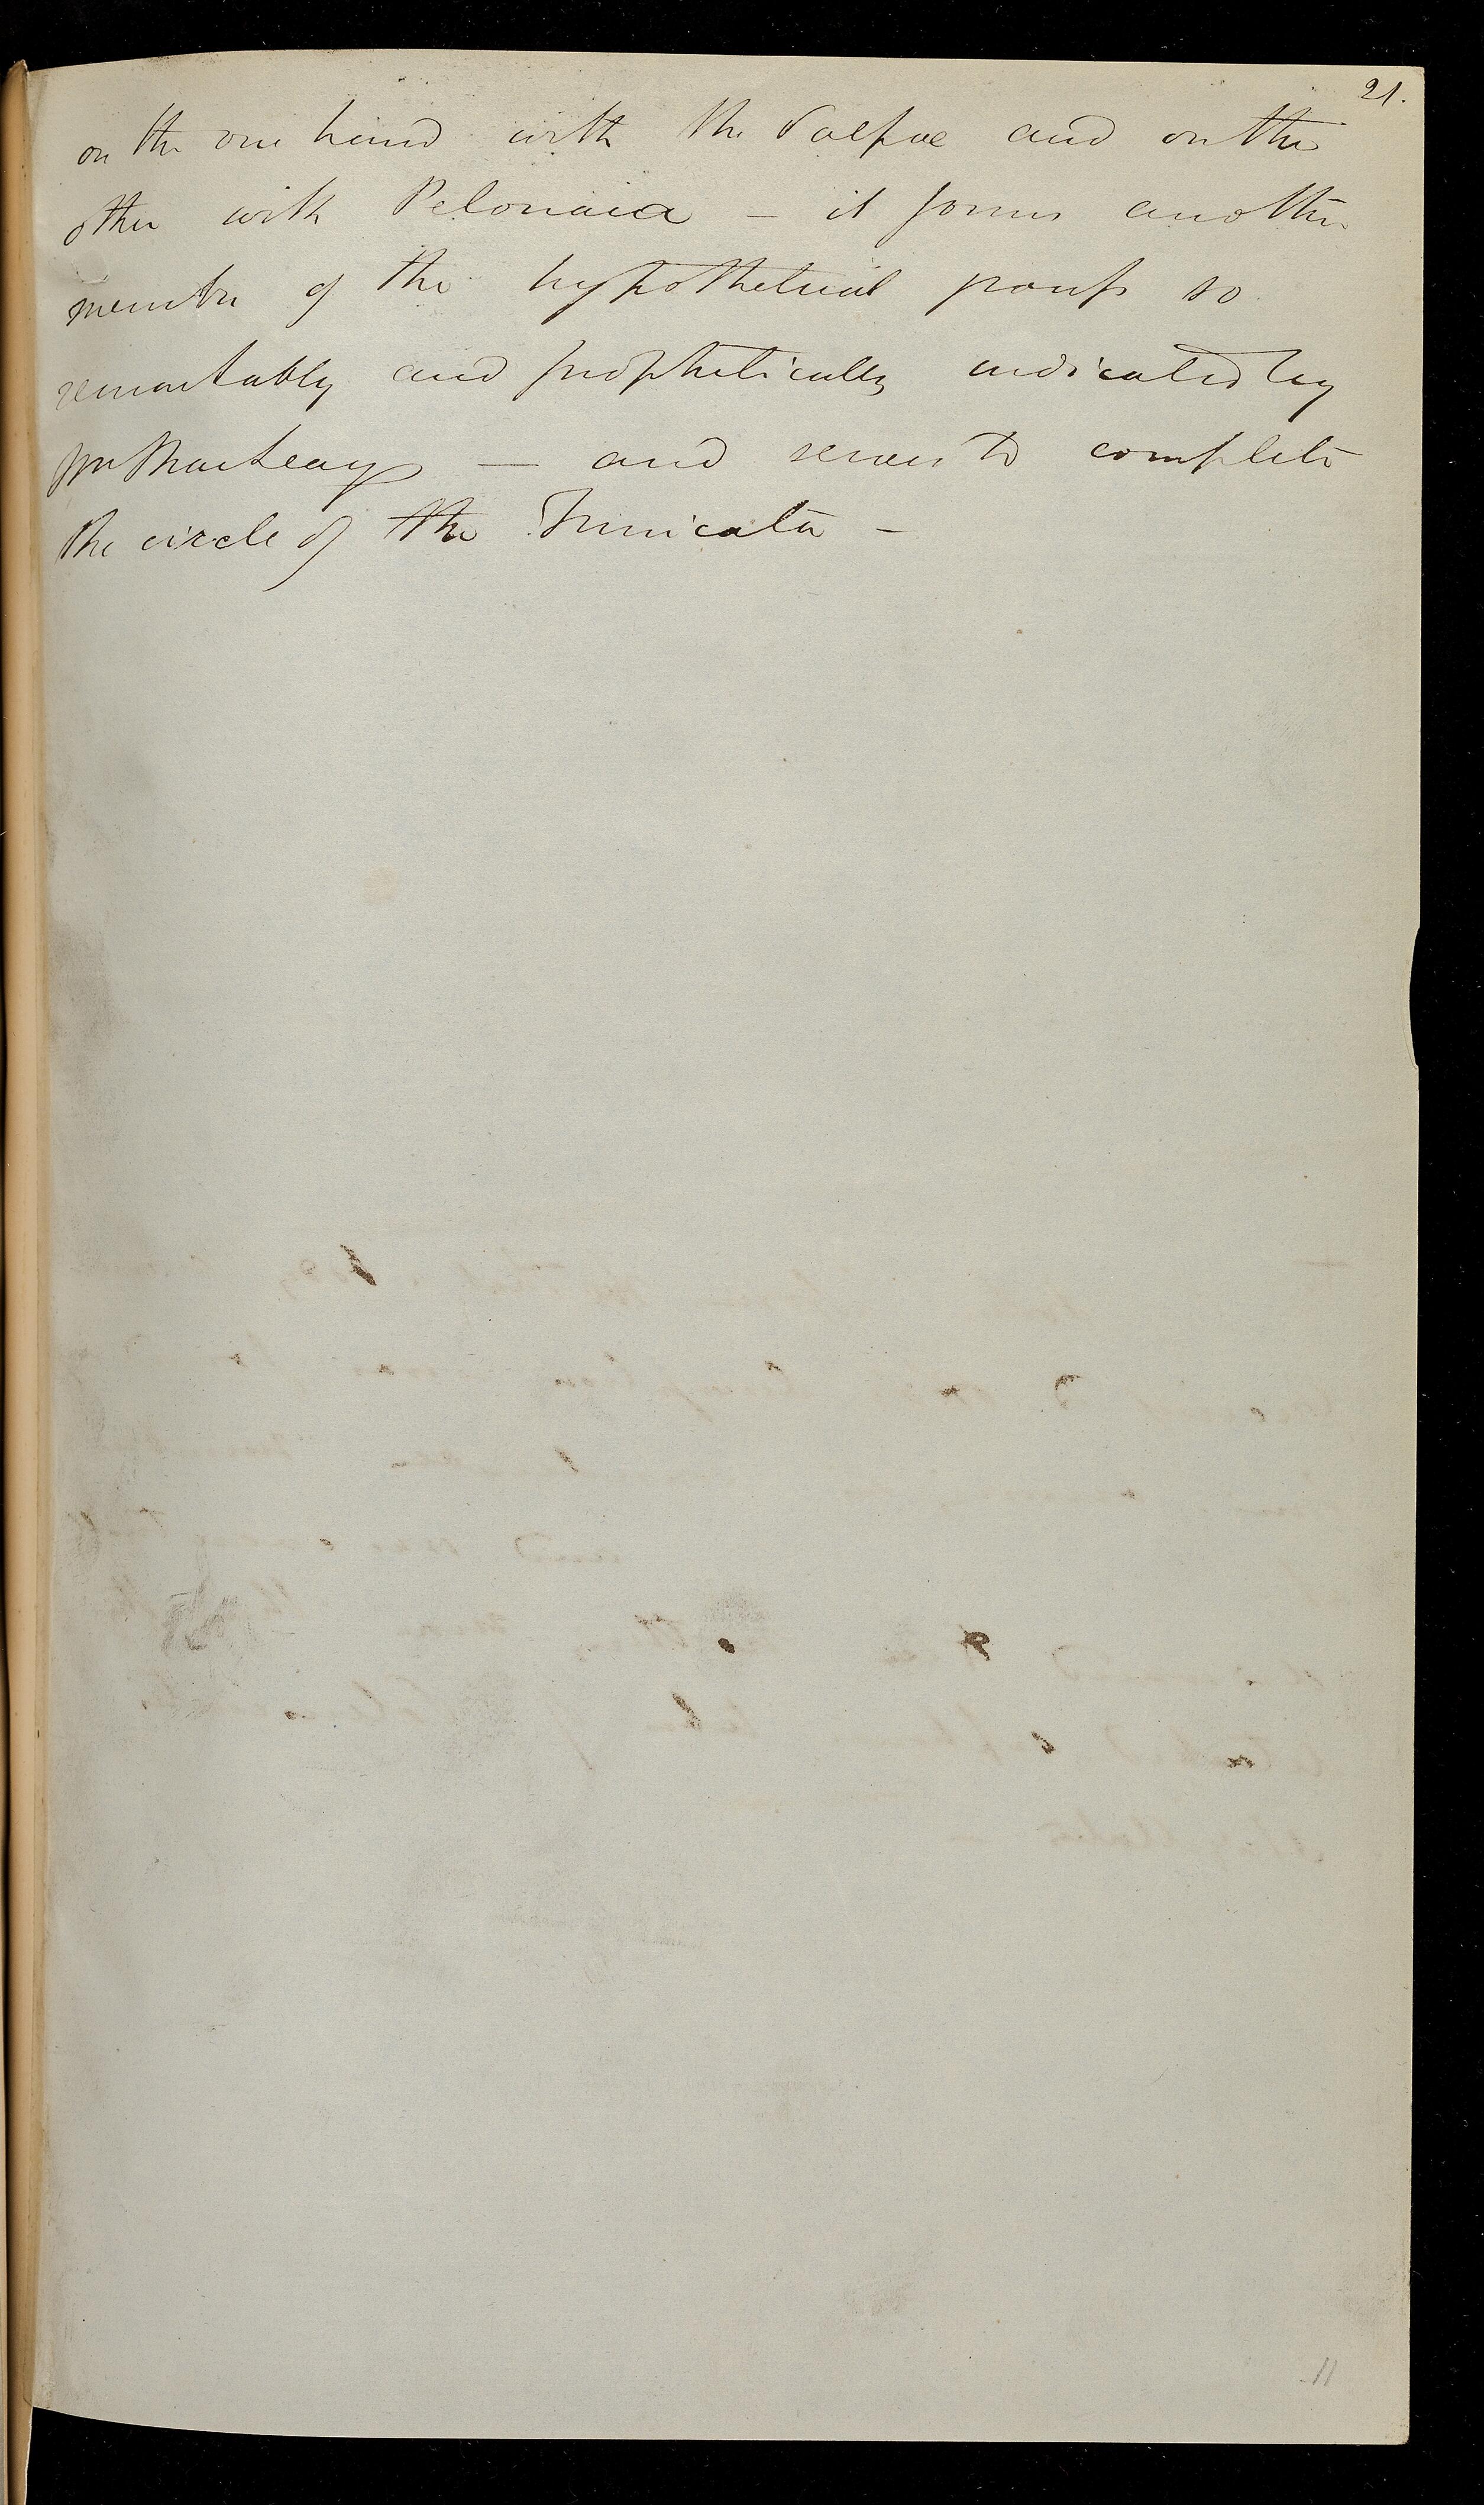 21.
on the one hand with the Salpae and on the
other with Pelonaia – it forms another
member of the hypothetical group so
remarkably and prophetically indicated by
Mr MacLeay — and serves to complete
the circle of the Tunicata –
11